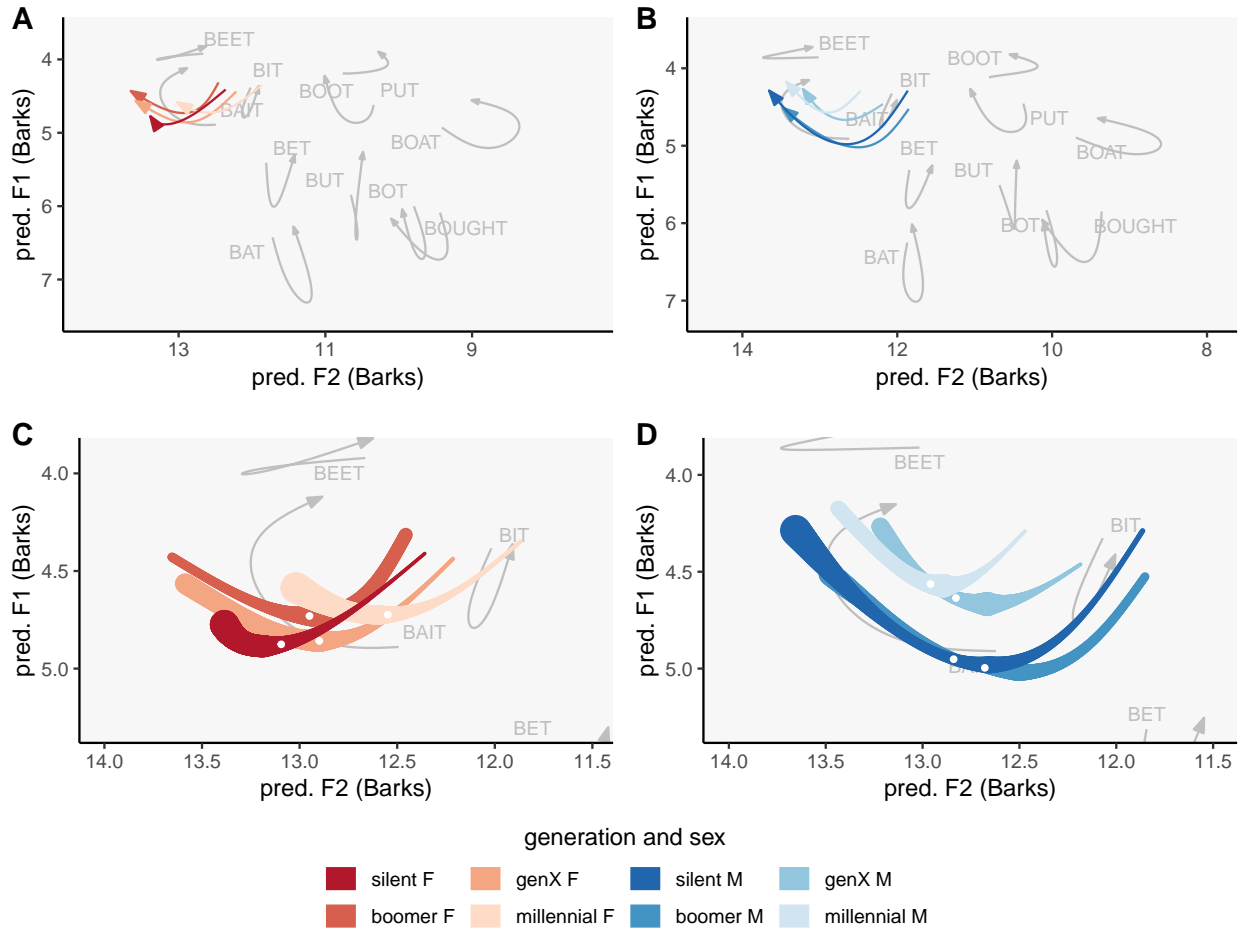 A
BEET
BIT
BAIT
BOOT
PUT
BOAT
BET
BUT
BOT
BOUGHT
BAT
4
5
6
7
13
11
9
pred. F1 (Barks)
pred. F2 (Barks)
B
BEET
BOOT
BIT
BAIT
PUT
BOAT
BET
BUT
BOT
BOUGHT
BAT
4
5
6
7
14
12
10
8
pred. F1 (Barks)
pred. F2 (Barks)
C
BEET
BIT
BAIT
BET
4.0
4.5
5.0
14.0
13.5
13.0
12.5
12.0
11.5
pred. F1 (Barks)
pred. F2 (Barks)
D
BEET
BIT
BET
4.0
4.5
5.0
14.0
13.5
13.0
12.5
12.0
11.5
pred. F1 (Barks)
pred. F2 (Barks)
generation and sex
silent F
genX F
silent M
genX M
boomer F
millennial F
boomer M
millennial M